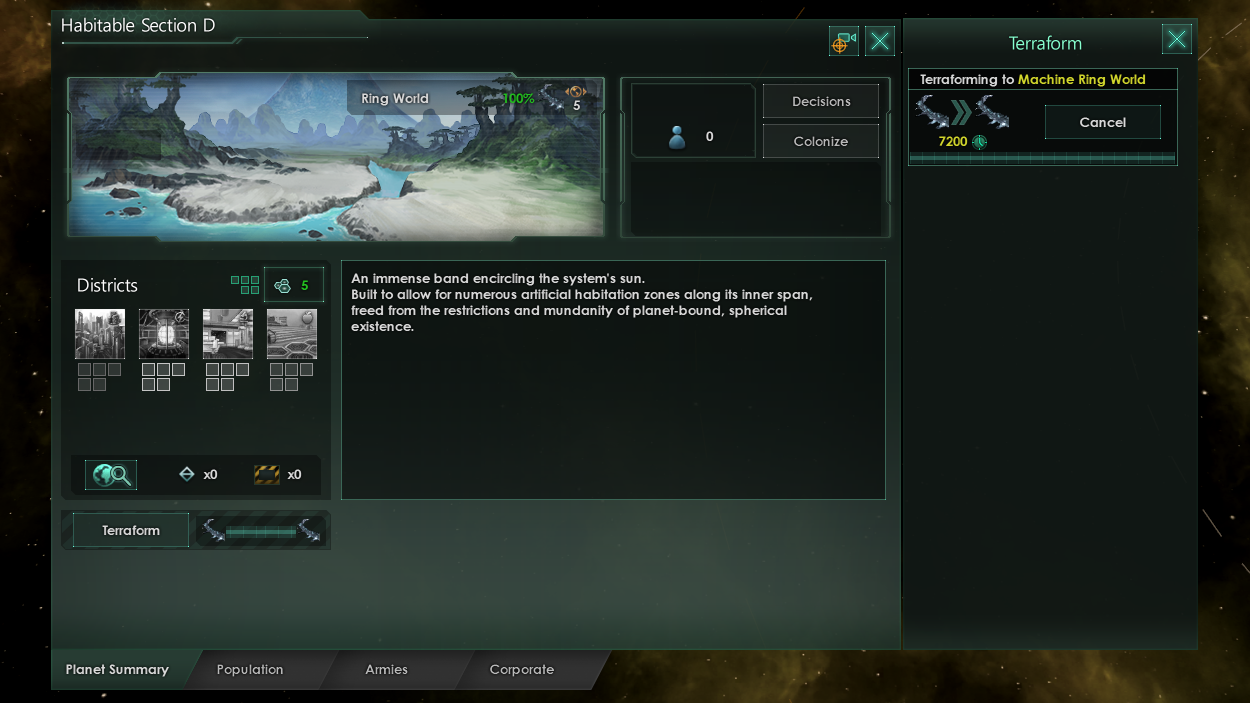 Habitable Section D
Ring World
100%
5
0
Decisions
Colonize
Districts
5
An immense band encircling the system's sun.
Built to allow for numerous artificial habitation zones along its inner span,
freed from the restrictions and mundanity of planet-bound, spherical
existence.
x0
x0
Terraform
Planet Summary
Population
Armies
Corporate
Terraform
Terraforming to Machine Ring World
Cancel
7200